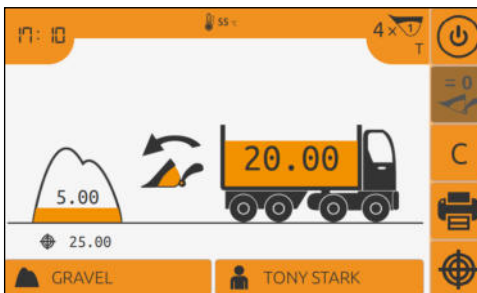 17:10
55 °c
4× 1
T
= 0
20.00
C
5.00
25.00
GRAVEL
TONY STARK